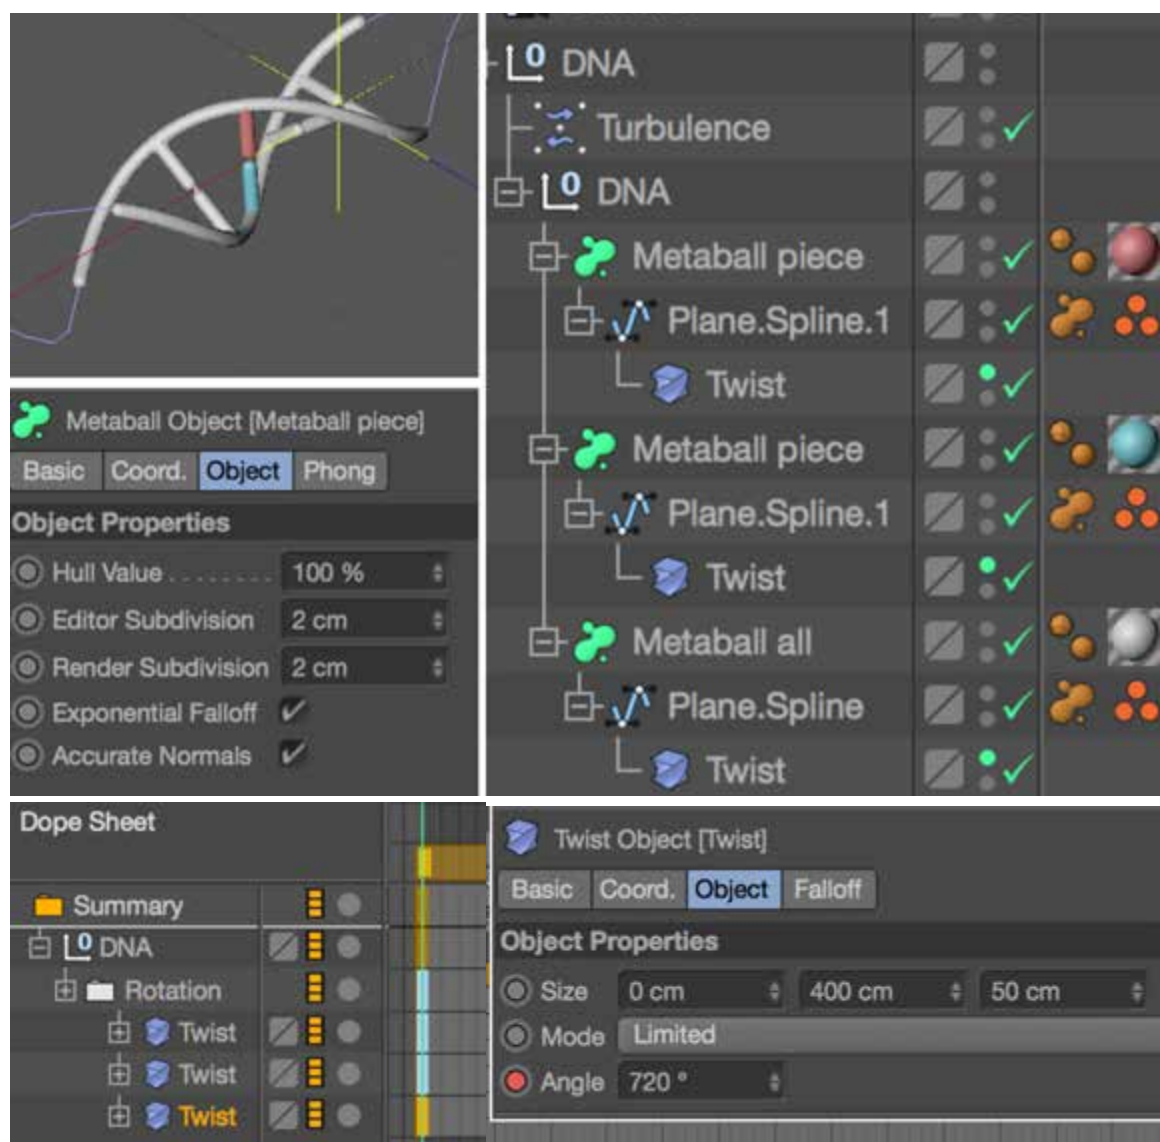 0 DNA
Turbulence
0 DNA
Metaball piece
Plane.Spline.1
Twist
Metaball piece
Plane.Spline.1
Twist
Metaball all
Plane.Spline
Twist
Metaball Object [Metaball piece]
Basic Coord. Object Phong
Object Properties
Hull Value . . . . . . . . 100 %
Editor Subdivision 2 cm
Render Subdivision 2 cm
Exponential Falloff
Accurate Normals
Dope Sheet
Summary
0 DNA
Rotation
Twist
Twist
Twist
Twist Object [Twist]
Basic Coord. Object Falloff
Object Properties
Size 0 cm 400 cm 50 cm
Mode Limited
Angle 720 °